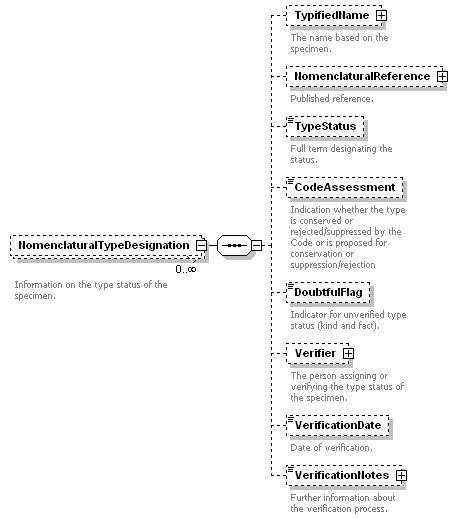 TypifiedName
The name based on the
specimen.
NomenclaturalReference
Published reference.
TypeStatus
Full term designating the
status.
CodeAssessment
Indication whether the type
is conserved or
rejected/suppressed by the
Code or is proposed for
conservation or
suppression/rejection
NomenclaturalTypeDesignation
0..∞
Information on the type status of the
specimen.
DoubtfulFlag
Indicator for unverified type
status (kind and fact).
Verifier
The person assigning or
verifying the type status of
the specimen.
VerificationDate
Date of verification.
VerificationNotes
Further information about
the verification process.